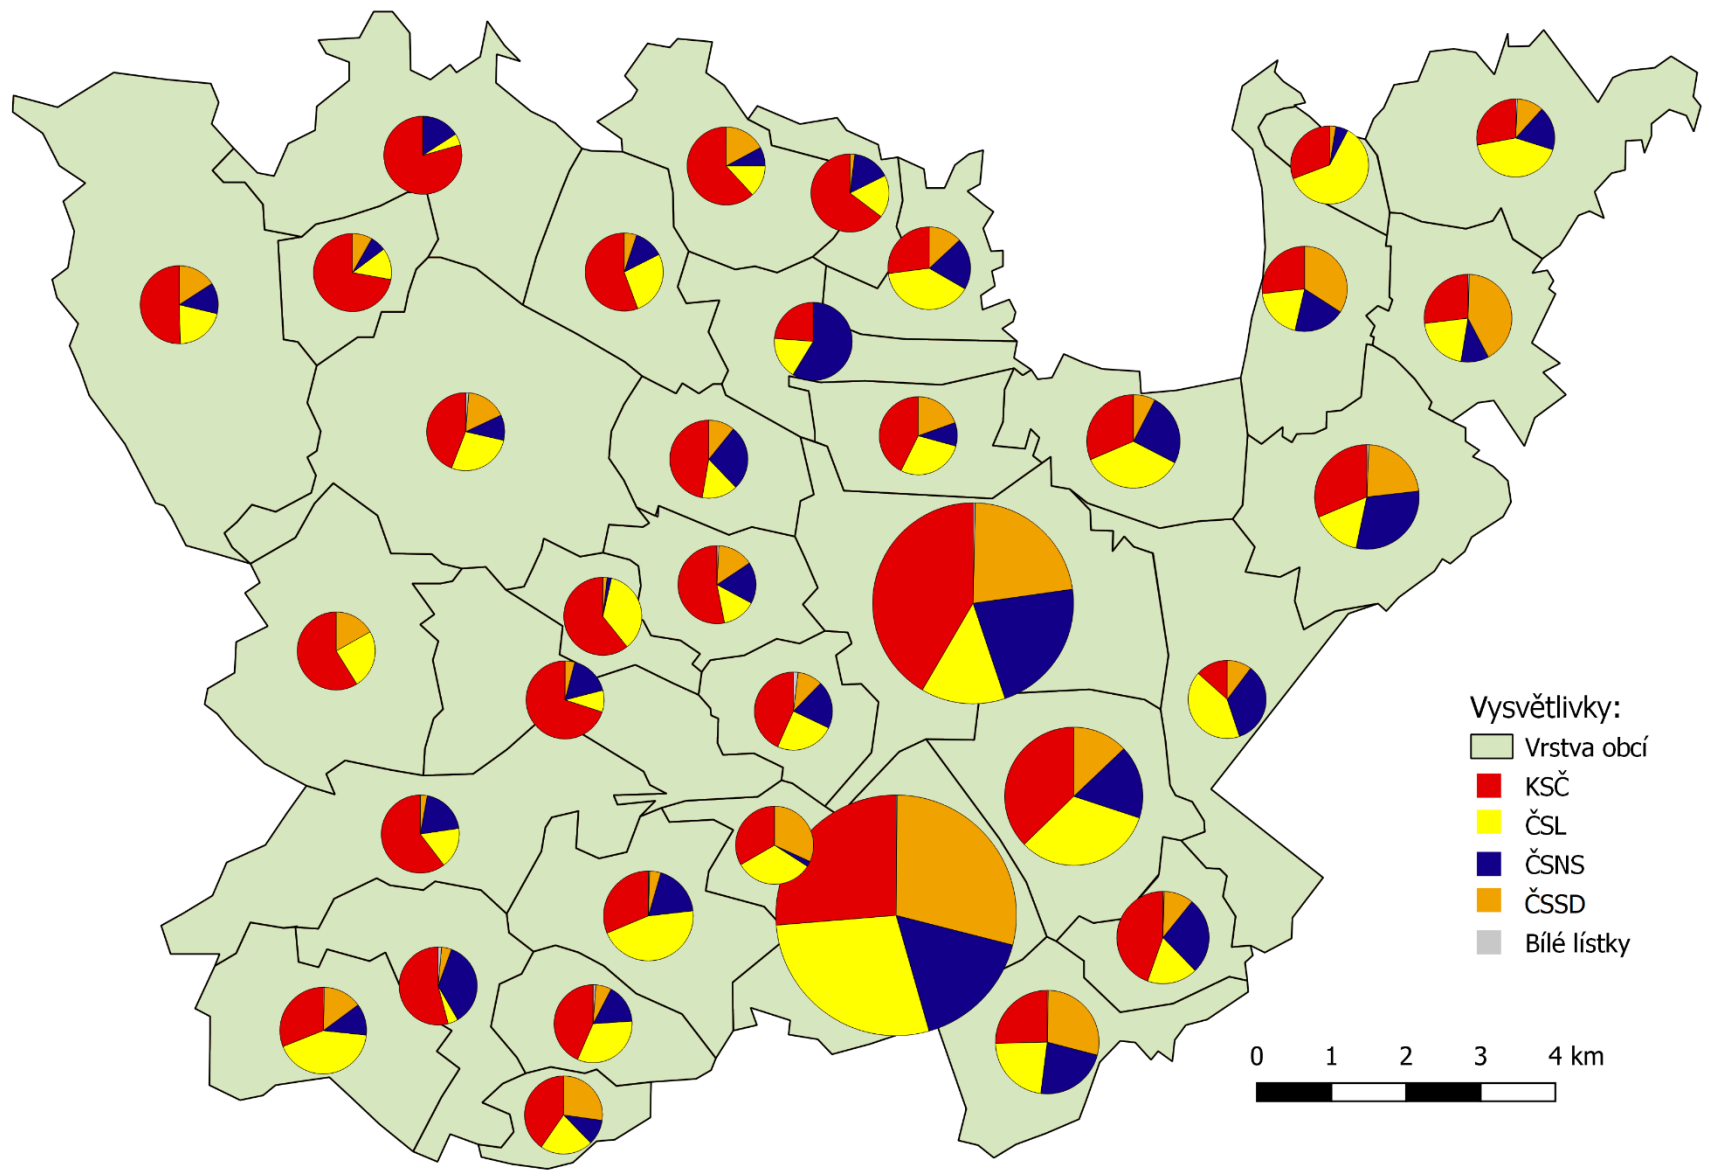 Vysvětlivky:
Vrstva obcí
KSČ
ČSL
ČSNS
ČSSD
Bílé lístky
0 1 2 3 4 km